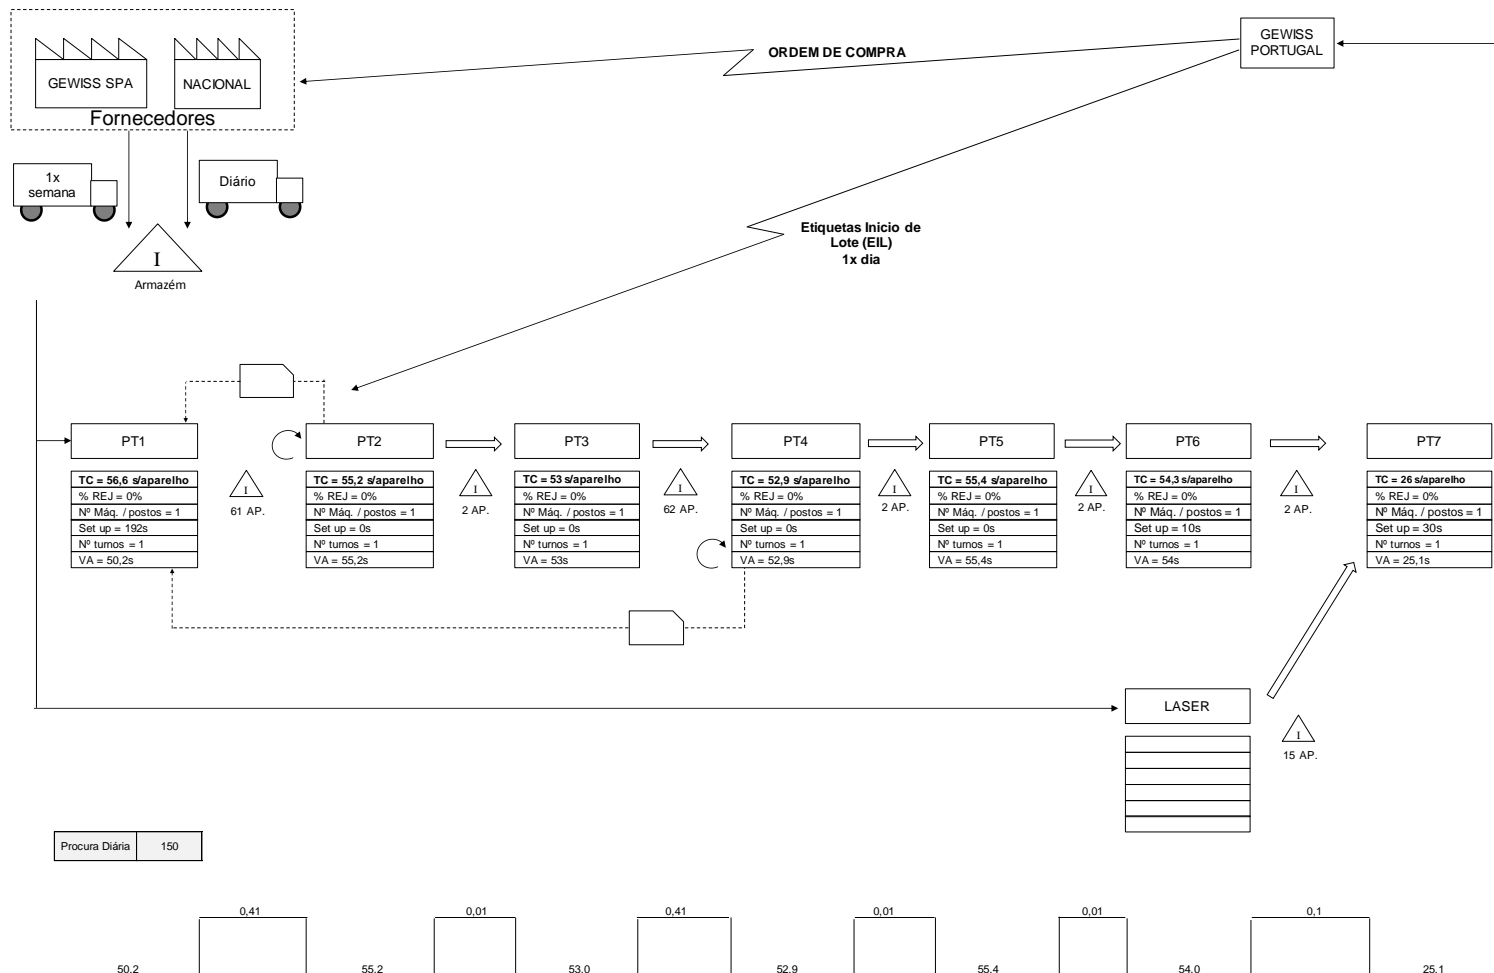 GEWISS SPA
NACIONAL
Fornecedores
ORDEM DE COMPRA
GEWISS
PORTUGAL
1x
semana
Diário
I
Armazém
Etiquetas Inicio de
Lote (EIL)
1x dia
PT1
TC = 56,6 s/aparelho
% REJ = 0%
Nº Máq. / postos = 1
Set up = 192s
Nº turnos = 1
VA = 50,2s
I
61 AP.
PT2
TC = 55,2 s/aparelho
% REJ = 0%
Nº Máq. / postos = 1
Set up = 0s
Nº turnos = 1
VA = 55,2s
I
2 AP.
PT3
TC = 53 s/aparelho
% REJ = 0%
Nº Máq. / postos = 1
Set up = 0s
Nº turnos = 1
VA = 53s
I
62 AP.
PT4
TC = 52,9 s/aparelho
% REJ = 0%
Nº Máq. / postos = 1
Set up = 0s
Nº turnos = 1
VA = 52,9s
I
2 AP.
PT5
TC = 55,4 s/aparelho
% REJ = 0%
Nº Máq. / postos = 1
Set up = 0s
Nº turnos = 1
VA = 55,4s
I
2 AP.
PT6
TC = 54,3 s/aparelho
% REJ = 0%
Nº Máq. / postos = 1
Set up = 10s
Nº turnos = 1
VA = 54s
I
2 AP.
PT7
TC = 26 s/aparelho
% REJ = 0%
Nº Máq. / postos = 1
Set up = 30s
Nº turnos = 1
VA = 25,1s
LASER
I
15 AP.
Procura Diária 150
0,41 0,01 0,41 0,01 0,01 0,1
50,2 55,2 53,0 52,9 55,4 54,0 25,1